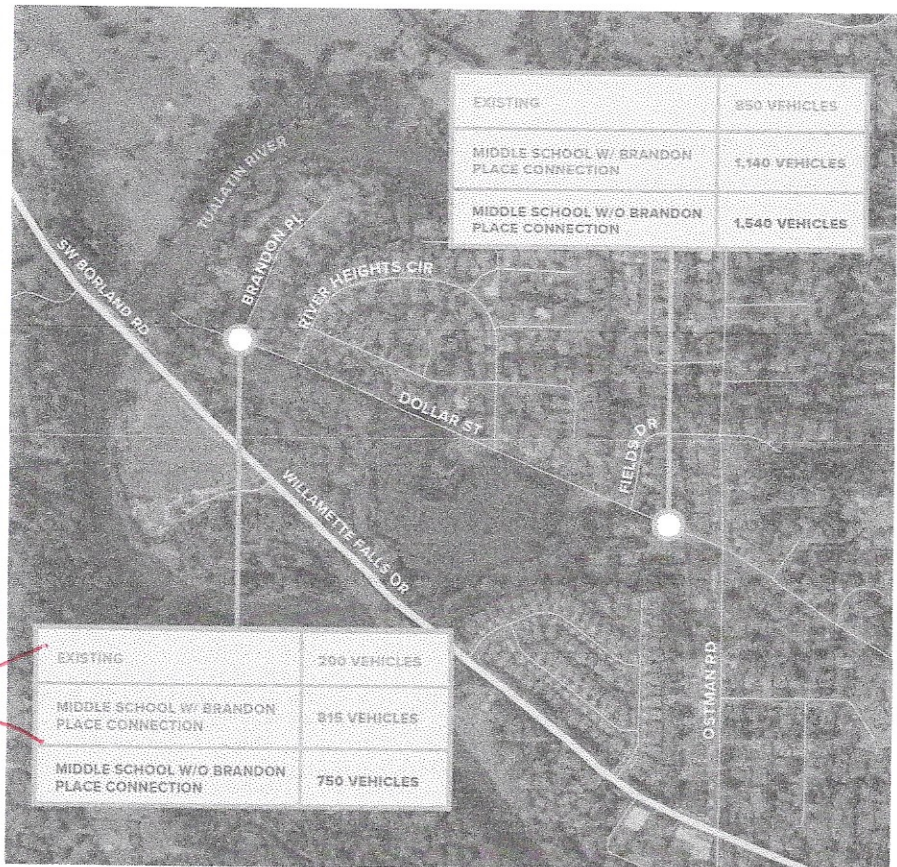 EXISTING 850 VEHICLES
MIDDLE SCHOOL W/ BRANDON
PLACE CONNECTION 1,140 VEHICLES
MIDDLE SCHOOL W/O BRANDON
PLACE CONNECTION 1,540 VEHICLES
TUALATIN RIVER
BRANDON PL
SW BORLAND RD
RIVER HEIGHTS CIR
DOLLAR ST
FIELDS DR
WILLAMETTE FALLS DR
OSTMAN RD
EXISTING 200 VEHICLES
MIDDLE SCHOOL W/ BRANDON
PLACE CONNECTION 815 VEHICLES
MIDDLE SCHOOL W/O BRANDON
PLACE CONNECTION 750 VEHICLES